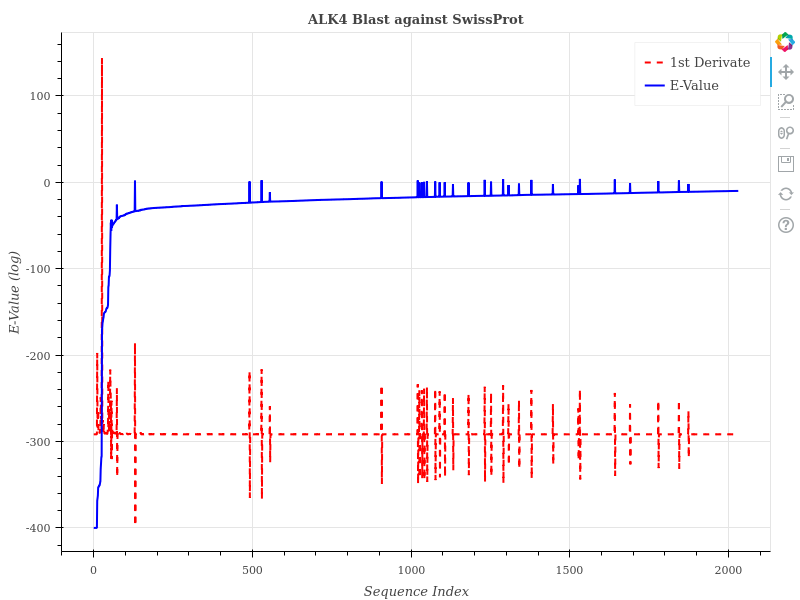 ALK4 Blast against SwissProt
1st Derivate
E-Value
100
0
-100
-200
-300
-400
E-Value (log)
0
500
1000
1500
2000
Sequence Index